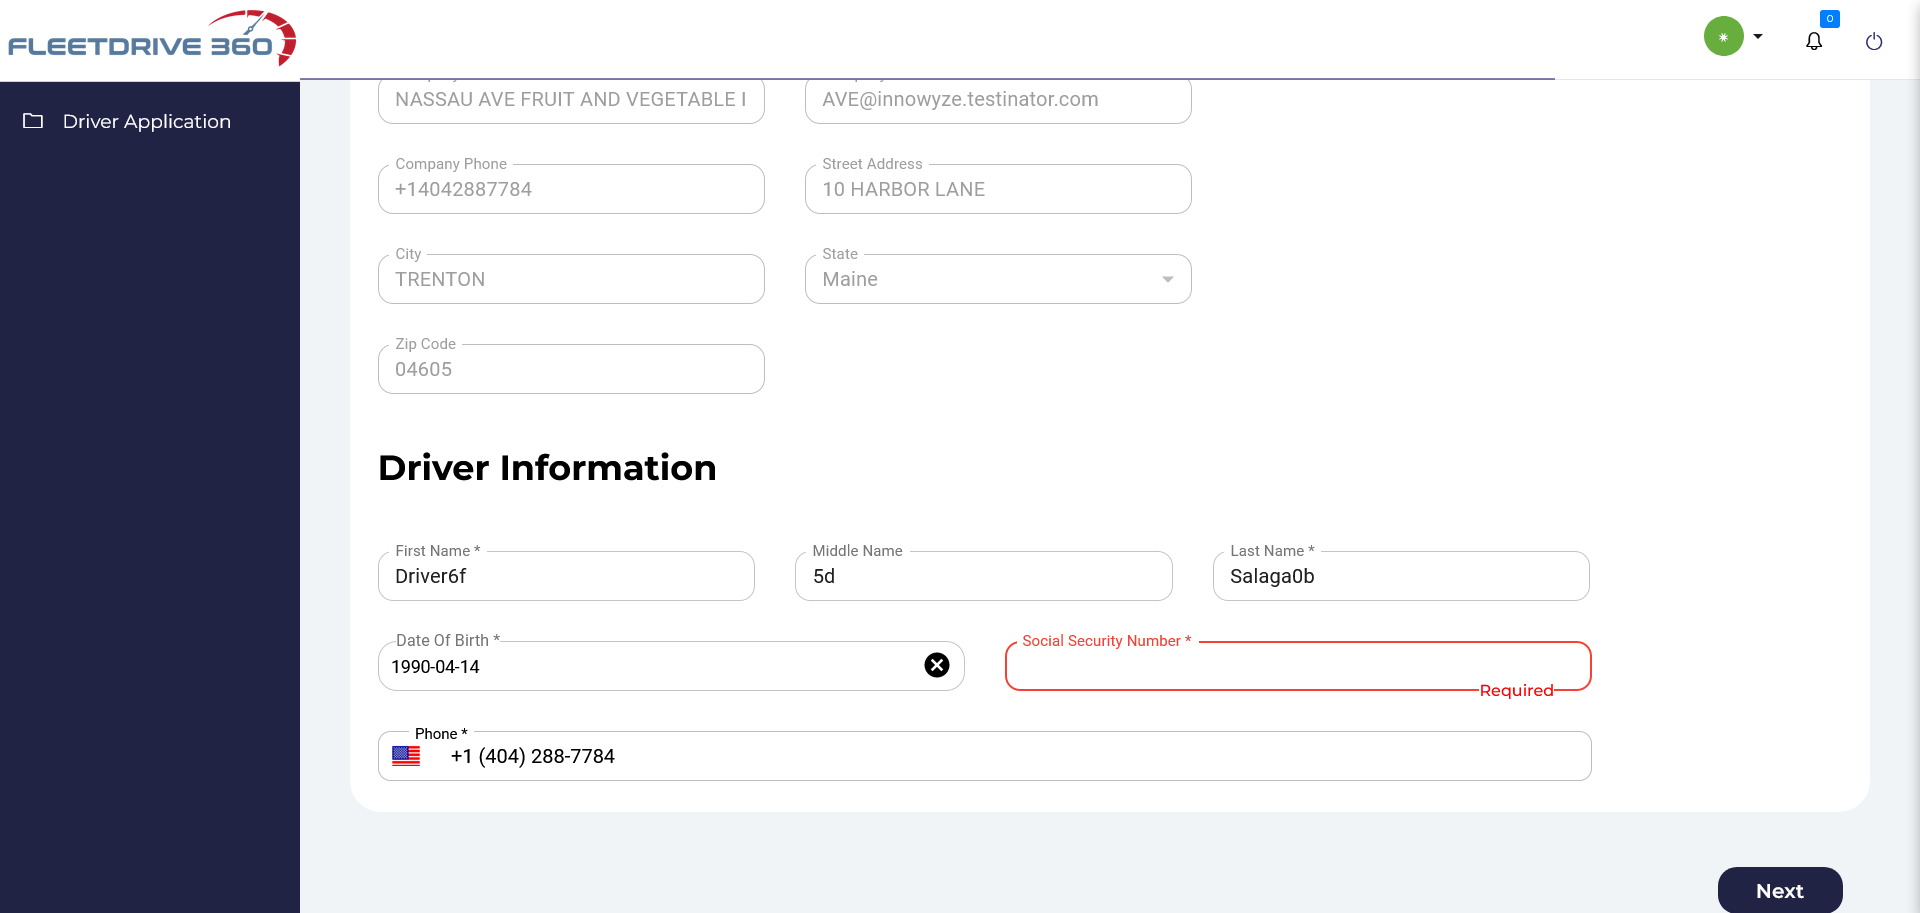 FLEETDRIVE 360
0
Driver Application
NASSAU AVE FRUIT AND VEGETABLE
AVE@innowyze.testinator.com
Company Phone
+14042887784
Street Address
10 HARBOR LANE
City
TRENTON
State
Maine
Zip Code
04605
Driver Information
First Name *
Driver6f
Middle Name
5d
Last Name *
Salaga0b
Date Of Birth *
1990-04-14
Social Security Number *
Required
Phone *
+1 (404) 288-7784
Next